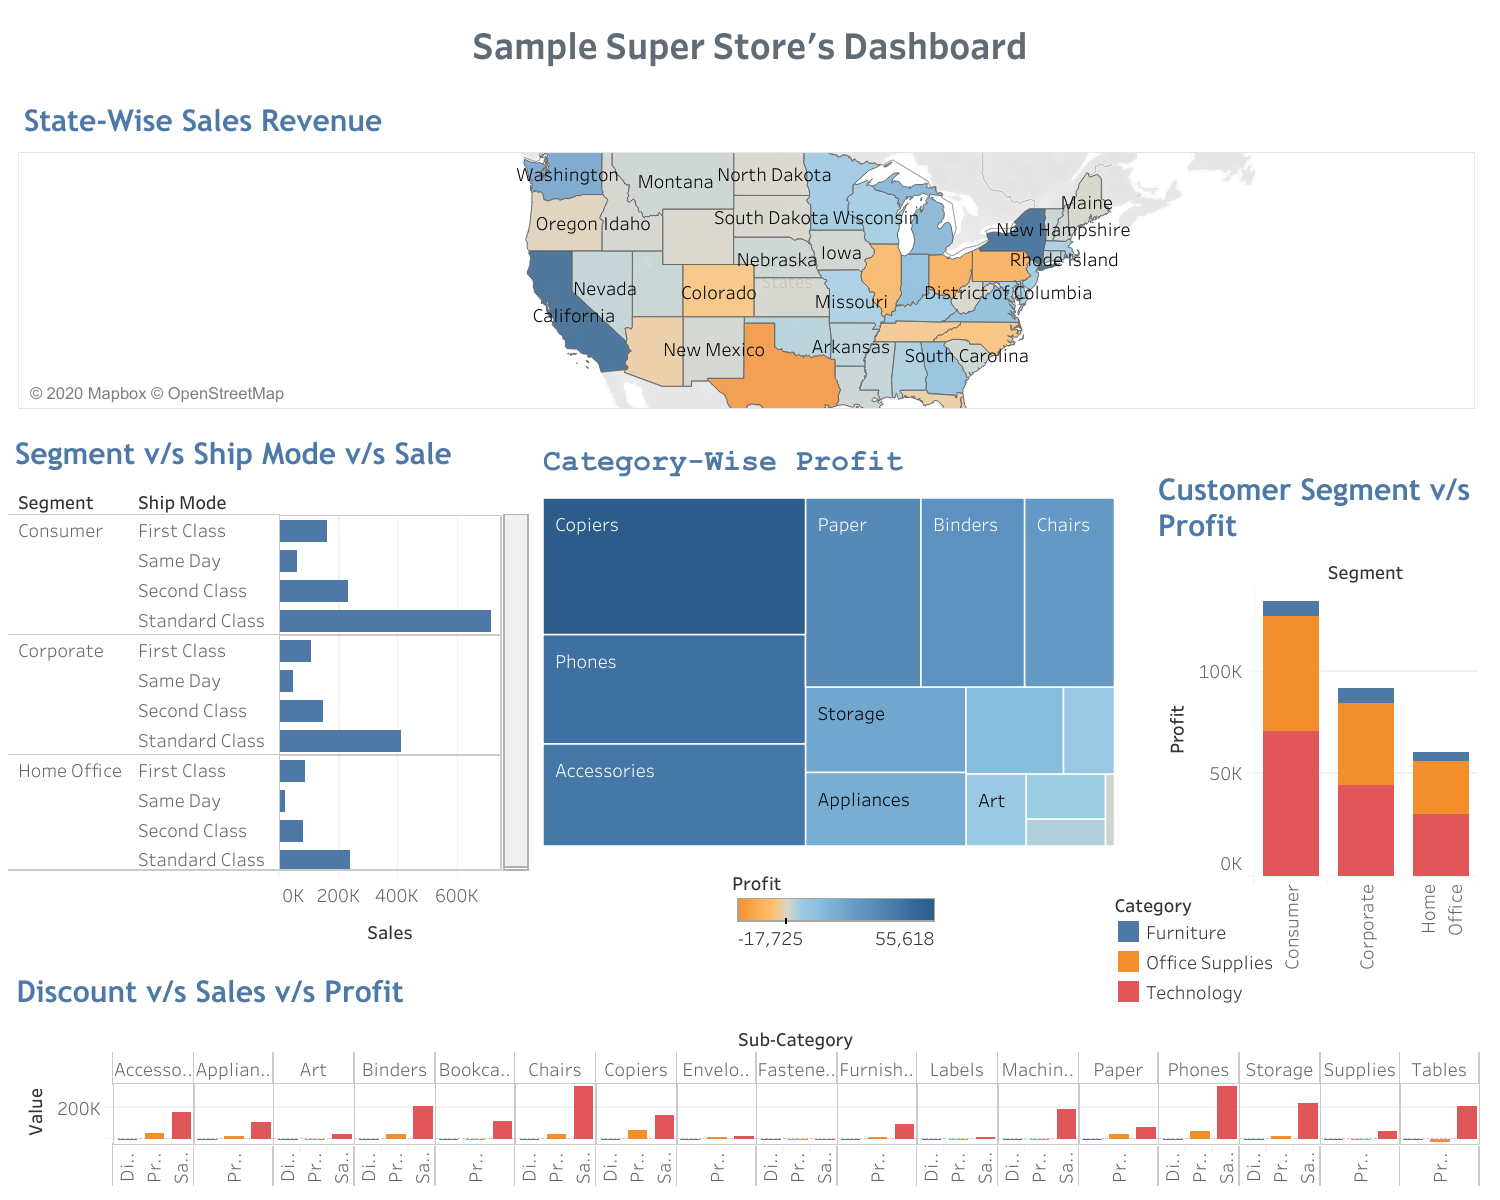 Sample Super Store’s Dashboard
State-Wise Sales Revenue
Washington
Montana
North Dakota
Maine
Oregon
Idaho
South Dakota
Wisconsin
New Hampshire
Nebraska
Iowa
Rhode Island
States
Nevada
Colorado
Missouri
District of Columbia
California
New Mexico
Arkansas
South Carolina
© 2020 Mapbox © OpenStreetMap
Segment v/s Ship Mode v/s Sale
Segment Ship Mode
Consumer First Class
Same Day
Second Class
Standard Class
Corporate First Class
Same Day
Second Class
Standard Class
Home Office First Class
Same Day
Second Class
Standard Class
0K 200K 400K 600K
Sales
Category-Wise Profit
Copiers
Paper
Binders
Chairs
Phones
Storage
Accessories
Appliances
Art
Profit
-17,725 55,618
Customer Segment v/s
Profit
Segment
Profit
100K
50K
0K
Consumer
Corporate
Home
Office
Category
Furniture
Office Supplies
Technology
Discount v/s Sales v/s Profit
Sub-Category
Accesso.. Applian.. Art Binders Bookca.. Chairs Copiers Envelo.. Fastene.. Furnish.. Labels Machin.. Paper Phones Storage Supplies Tables
Value
200K
Di.. Pr.. Sa.. Pr.. Di.. Pr.. Sa.. Di.. Pr.. Sa.. Pr.. Di.. Pr.. Sa.. Di.. Pr.. Sa.. Pr.. Di.. Pr.. Sa.. Pr.. Di.. Pr.. Sa.. Di.. Pr.. Sa.. Pr.. Di.. Pr.. Sa.. Di.. Pr.. Sa.. Pr.. Pr..